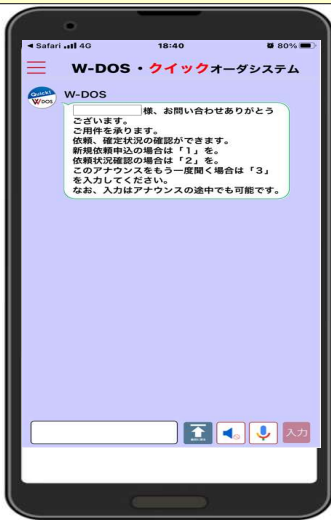 Safari 4G 18:40 80%
W-DOS・クイックオーダシステム
Quick!
W/DOS
W-DOS
様、お問い合わせありがとう
ございます。
ご用件を承ります。
依頼、確定状況の確認ができます。
新規依頼申込の場合は「1」を。
依頼状況確認の場合は「2」を。
このアナウンスをもう一度聞く場合は「3」
を入力してください。
なお、入力はアナウンスの途中でも可能です。
入力